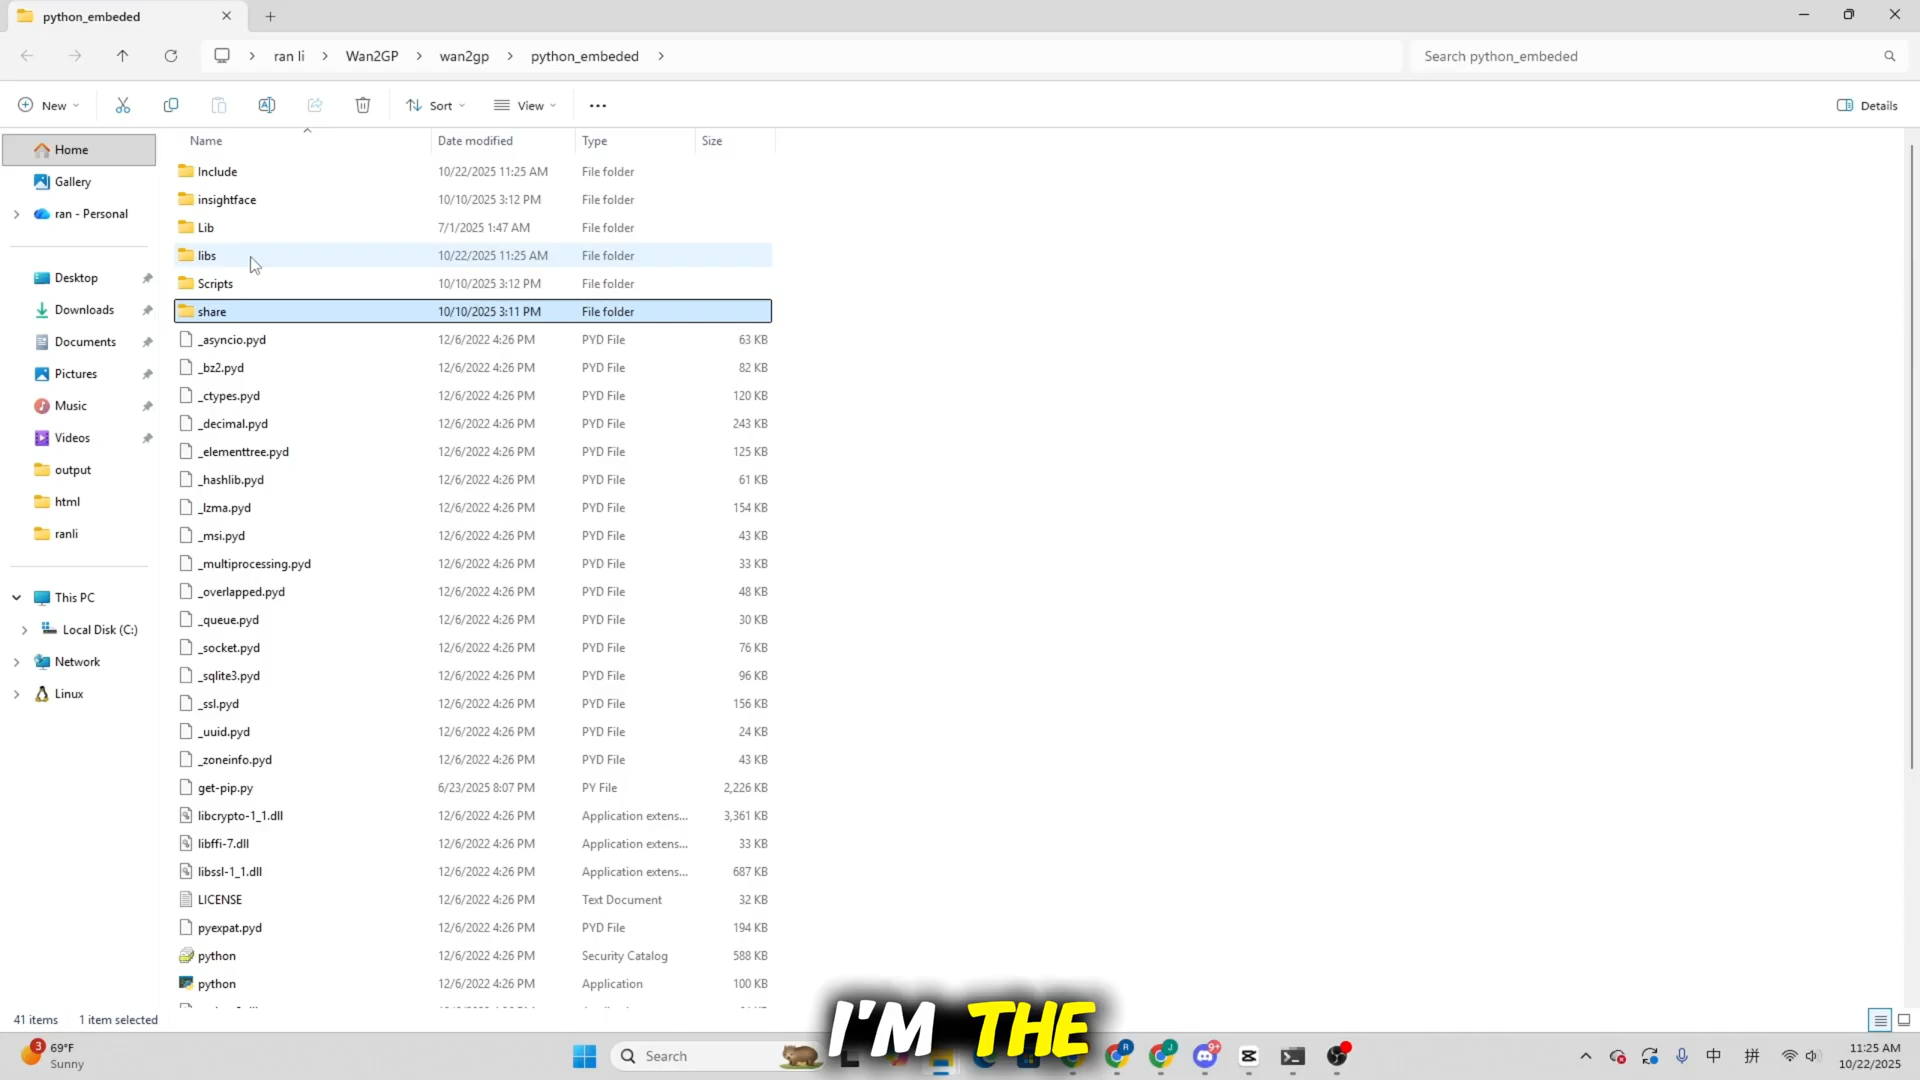 python_embeded
ran li > Wan2GP > wan2gp > python_embeded >
Search python_embeded
New
Sort
View
Details
Home
Gallery
ran - Personal
Desktop
Downloads
Documents
Pictures
Music
Videos
output
html
ranli
This PC
Local Disk (C:)
Network
Linux
Name Date modified Type Size
Include 10/22/2025 11:25 AM File folder
insightface 10/10/2025 3:12 PM File folder
Lib 7/1/2025 1:47 AM File folder
libs 10/22/2025 11:25 AM File folder
Scripts 10/10/2025 3:12 PM File folder
share 10/10/2025 3:11 PM File folder
_asyncio.pyd 12/6/2022 4:26 PM PYD File 63 KB
_bz2.pyd 12/6/2022 4:26 PM PYD File 82 KB
_ctypes.pyd 12/6/2022 4:26 PM PYD File 120 KB
_decimal.pyd 12/6/2022 4:26 PM PYD File 243 KB
_elementtree.pyd 12/6/2022 4:26 PM PYD File 125 KB
_hashlib.pyd 12/6/2022 4:26 PM PYD File 61 KB
_lzma.pyd 12/6/2022 4:26 PM PYD File 154 KB
_msi.pyd 12/6/2022 4:26 PM PYD File 43 KB
_multiprocessing.pyd 12/6/2022 4:26 PM PYD File 33 KB
_overlapped.pyd 12/6/2022 4:26 PM PYD File 48 KB
_queue.pyd 12/6/2022 4:26 PM PYD File 30 KB
_socket.pyd 12/6/2022 4:26 PM PYD File 76 KB
_sqlite3.pyd 12/6/2022 4:26 PM PYD File 96 KB
_ssl.pyd 12/6/2022 4:26 PM PYD File 156 KB
_uuid.pyd 12/6/2022 4:26 PM PYD File 24 KB
_zoneinfo.pyd 12/6/2022 4:26 PM PYD File 43 KB
get-pip.py 6/23/2025 8:07 PM PY File 2,226 KB
libcrypto-1_1.dll 12/6/2022 4:26 PM Application extens... 3,361 KB
libffi-7.dll 12/6/2022 4:26 PM Application extens... 33 KB
libssl-1_1.dll 12/6/2022 4:26 PM Application extens... 687 KB
LICENSE 12/6/2022 4:26 PM Text Document 32 KB
pyexpat.pyd 12/6/2022 4:26 PM PYD File 194 KB
python 12/6/2022 4:26 PM Security Catalog 588 KB
python 12/6/2022 4:26 PM Application 100 KB
41 items 1 item selected
I'M THE
3
69°F
Sunny
Search
R
J
9+
中
拼
11:25 AM
10/22/2025